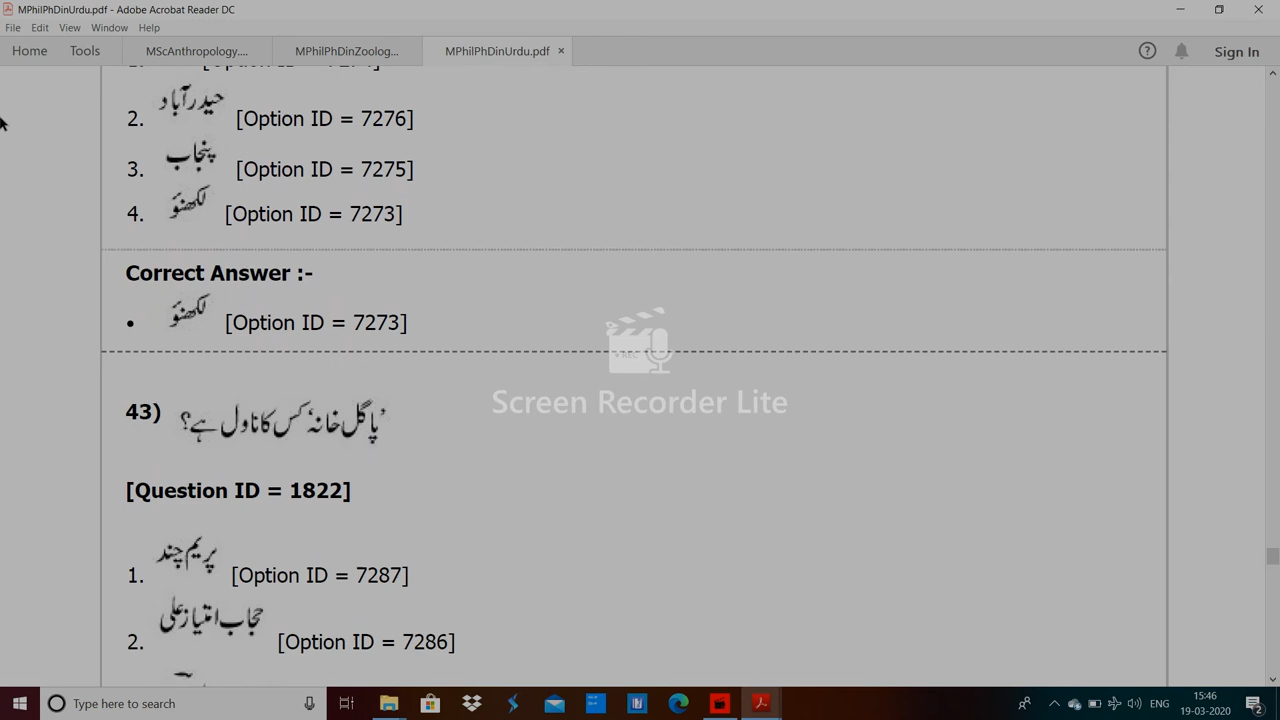 MPhilPhDinUrdu.pdf - Adobe Acrobat Reader DC
File Edit View Window Help
Home Tools MScAnthropology.... MPhilPhDinZoolog... MPhilPhDinUrdu.pdf × Sign In
2. حیدرآباد [Option ID = 7276]
3. پنجاب [Option ID = 7275]
4. لکھنؤ [Option ID = 7273]
Correct Answer :-
• لکھنؤ [Option ID = 7273]
REC
Screen Recorder Lite
43) ’پاگل خانہ‘ کس کا ناول ہے؟
[Question ID = 1822]
1. پریم چند [Option ID = 7287]
2. حجاب امتیاز علی [Option ID = 7286]
Type here to search
ENG
15:46
19-03-2020
2